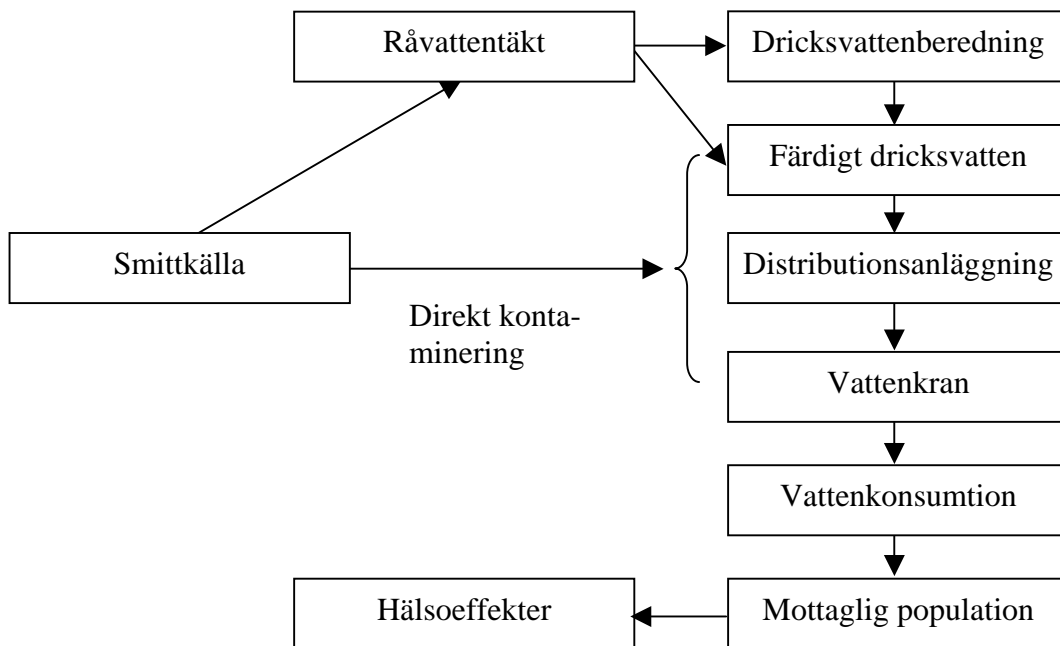 Råvattentäkt
Dricksvattenberedning
Färdigt dricksvatten
Smittkälla
Distributionsanläggning
Direkt konta-
minering
Vattenkran
Vattenkonsumtion
Hälsoeffekter
Mottaglig population